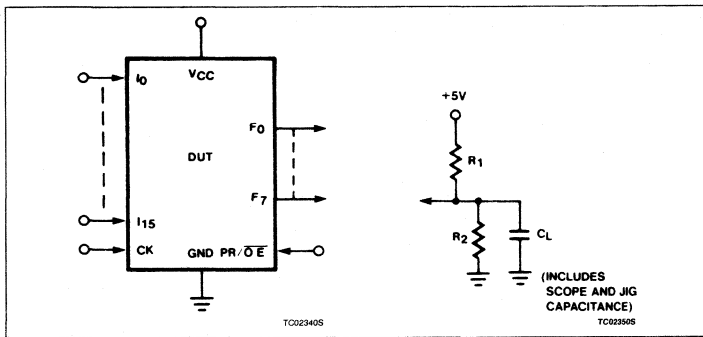 VCC
I0
F0
DUT
F7
I15
CK
GND PR/OE
TC02340S
+5V
R1
R2
CL
(INCLUDES
SCOPE AND JIG
CAPACITANCE)
TC02350S